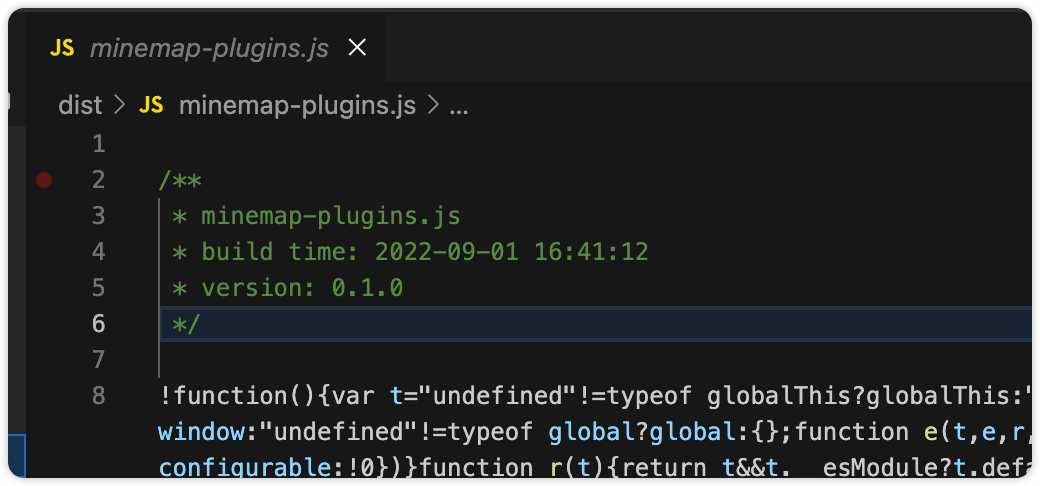 JS minemap-plugins.js ×
dist > JS minemap-plugins.js > ...
1
2 /**
3 * minemap-plugins.js
4 * build time: 2022-09-01 16:41:12
5 * version: 0.1.0
6 */
7
8 !function(){var t="undefined"!=typeof globalThis?globalThis:"
window:"undefined"!=typeof global?global:{};function e(t,e,r,
configurable:!0})}function r(t){return t&&t.__esModule?t.defa